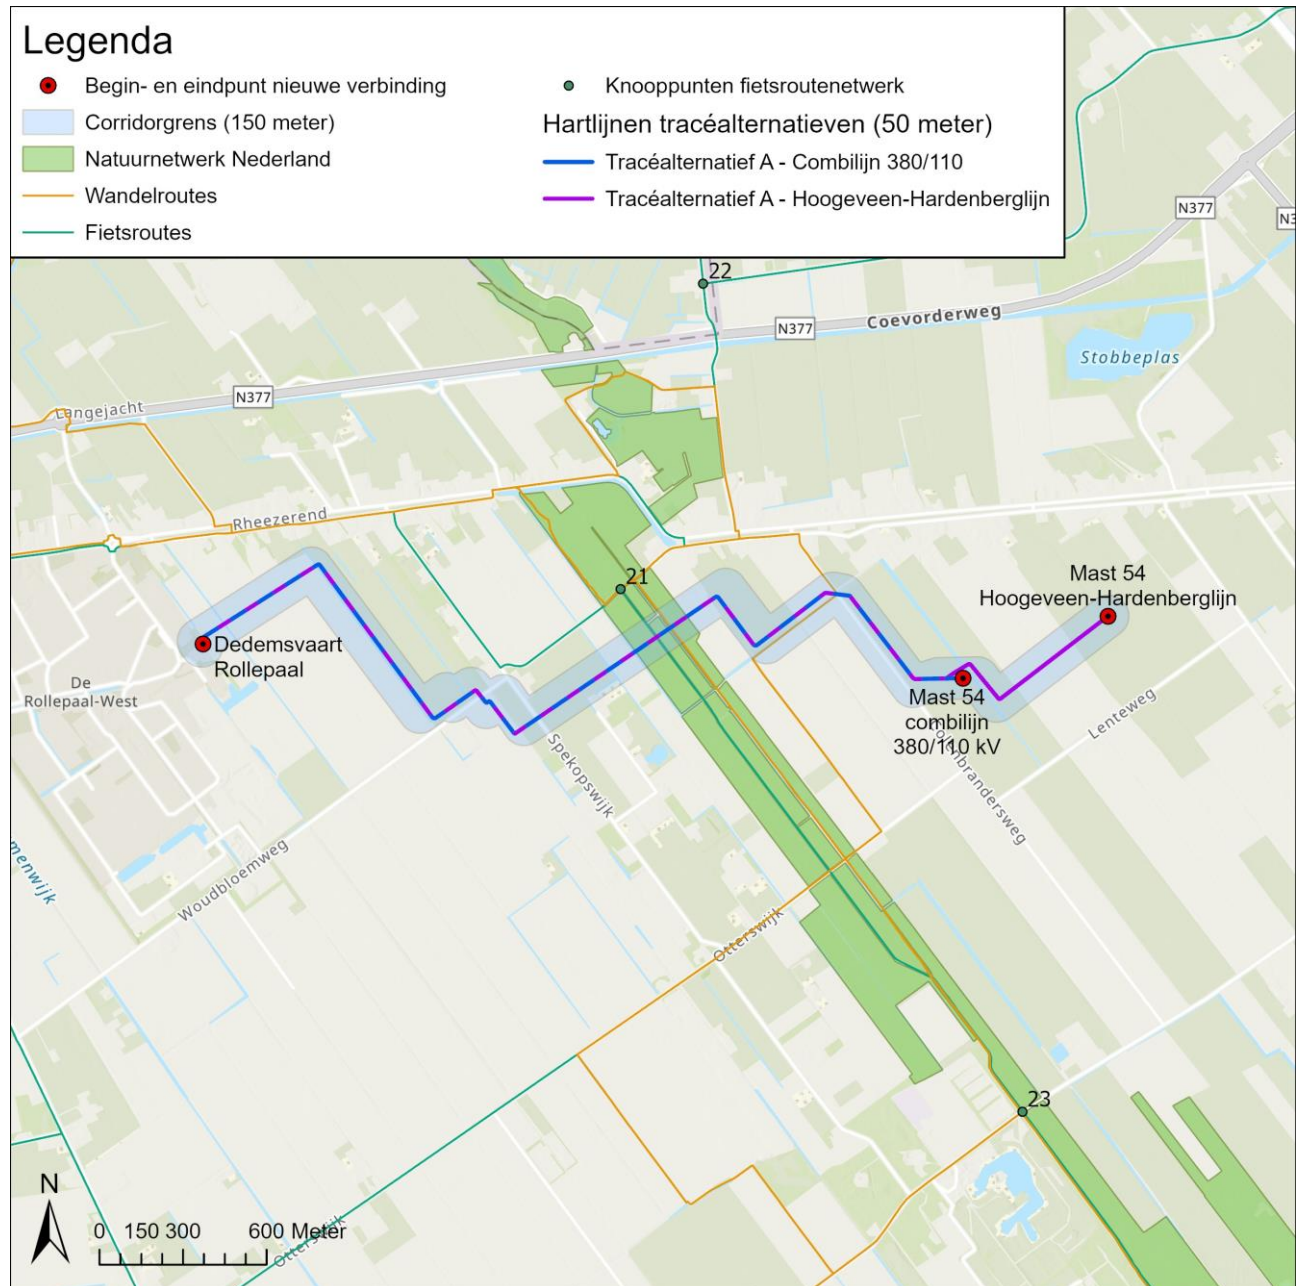 Legenda
Begin- en eindpunt nieuwe verbinding
Corridorgrens (150 meter)
Natuurnetwerk Nederland
Wandelroutes
Fietsroutes
Knooppunten fietsroutenetwerk
Hartlijnen tracéalternatieven (50 meter)
Tracéalternatief A - Combilijn 380/110
Tracéalternatief A - Hoogeveen-Hardenberglijn
N377
N3
22
N377
Coevorderweg
Stobbeplas
N377
Langejacht
Rheezerend
21
Mast 54
Hoogeveen-Hardenberglijn
Dedemsvaart
Rollepaal
De
Rollepaal-West
Mast 54
combilijn
380/110 kV
Lenteweg
Spekopswijk
menwijk
Woudbloemweg
Otterswijk
23
N
0 150 300 600 Meter
Otterswijk